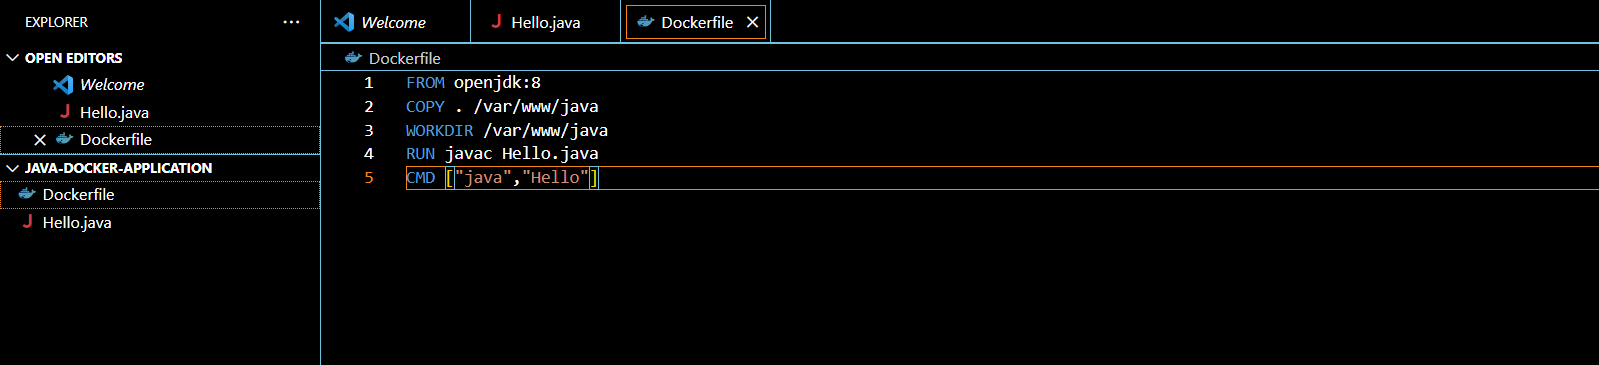 EXPLORER ···
OPEN EDITORS
Welcome
Hello.java
Dockerfile
JAVA-DOCKER-APPLICATION
Dockerfile
Hello.java
Welcome Hello.java Dockerfile
Dockerfile
1 FROM openjdk:8
2 COPY . /var/www/java
3 WORKDIR /var/www/java
4 RUN javac Hello.java
5 CMD ["java","Hello"]